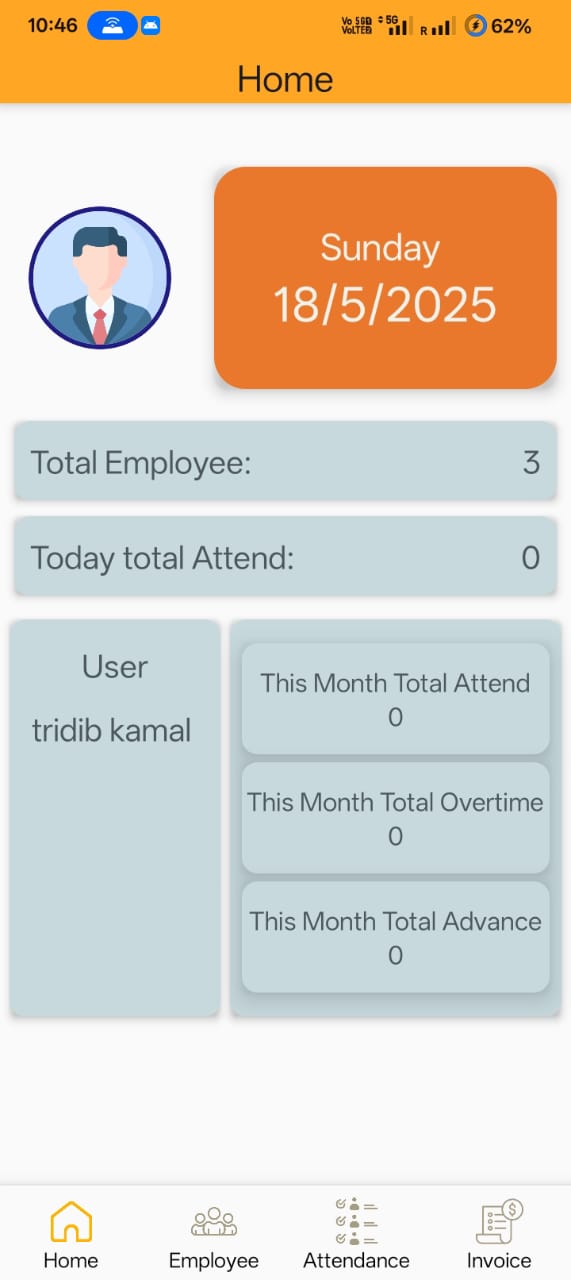 10:46
Vo 5G D
VoLTE 2
5G
R
62%
Home
Sunday
18/5/2025
Total Employee:
3
Today total Attend:
0
User
tridib kamal
This Month Total Attend
0
This Month Total Overtime
0
This Month Total Advance
0
Home
Employee
Attendance
Invoice